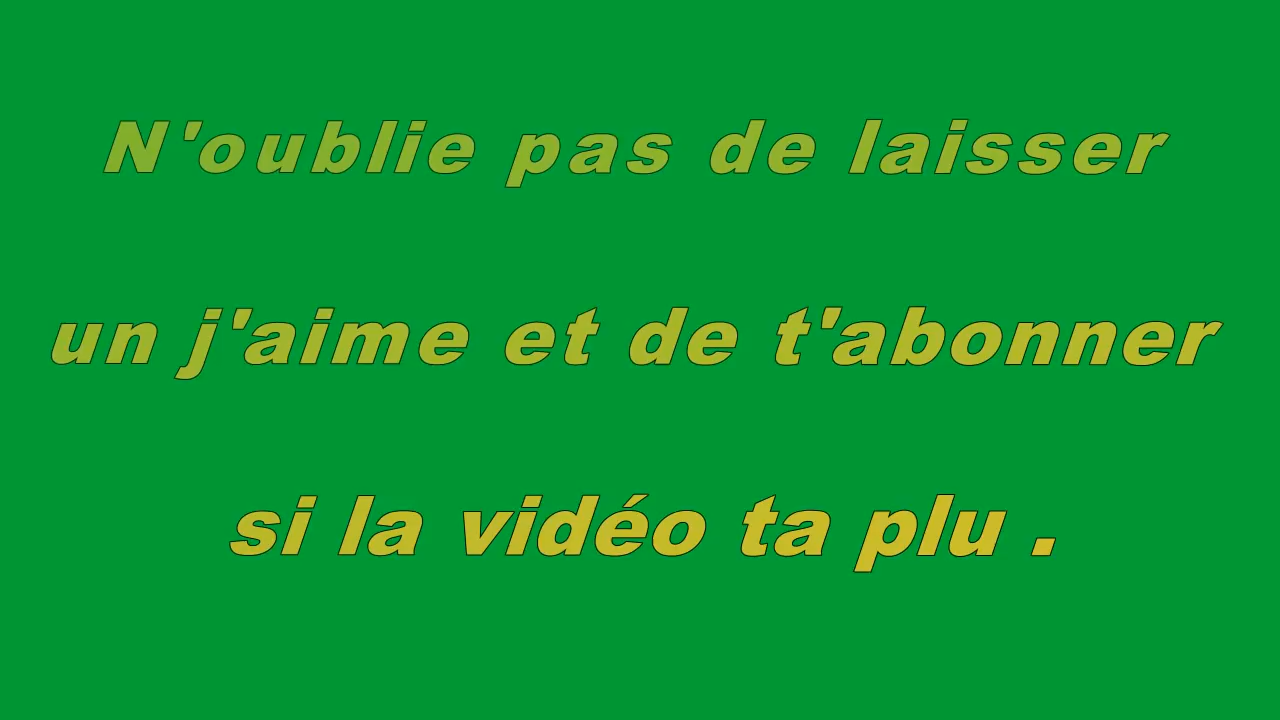 N'oublie pas de laisser
un j'aime et de t'abonner
si la vidéo ta plu .